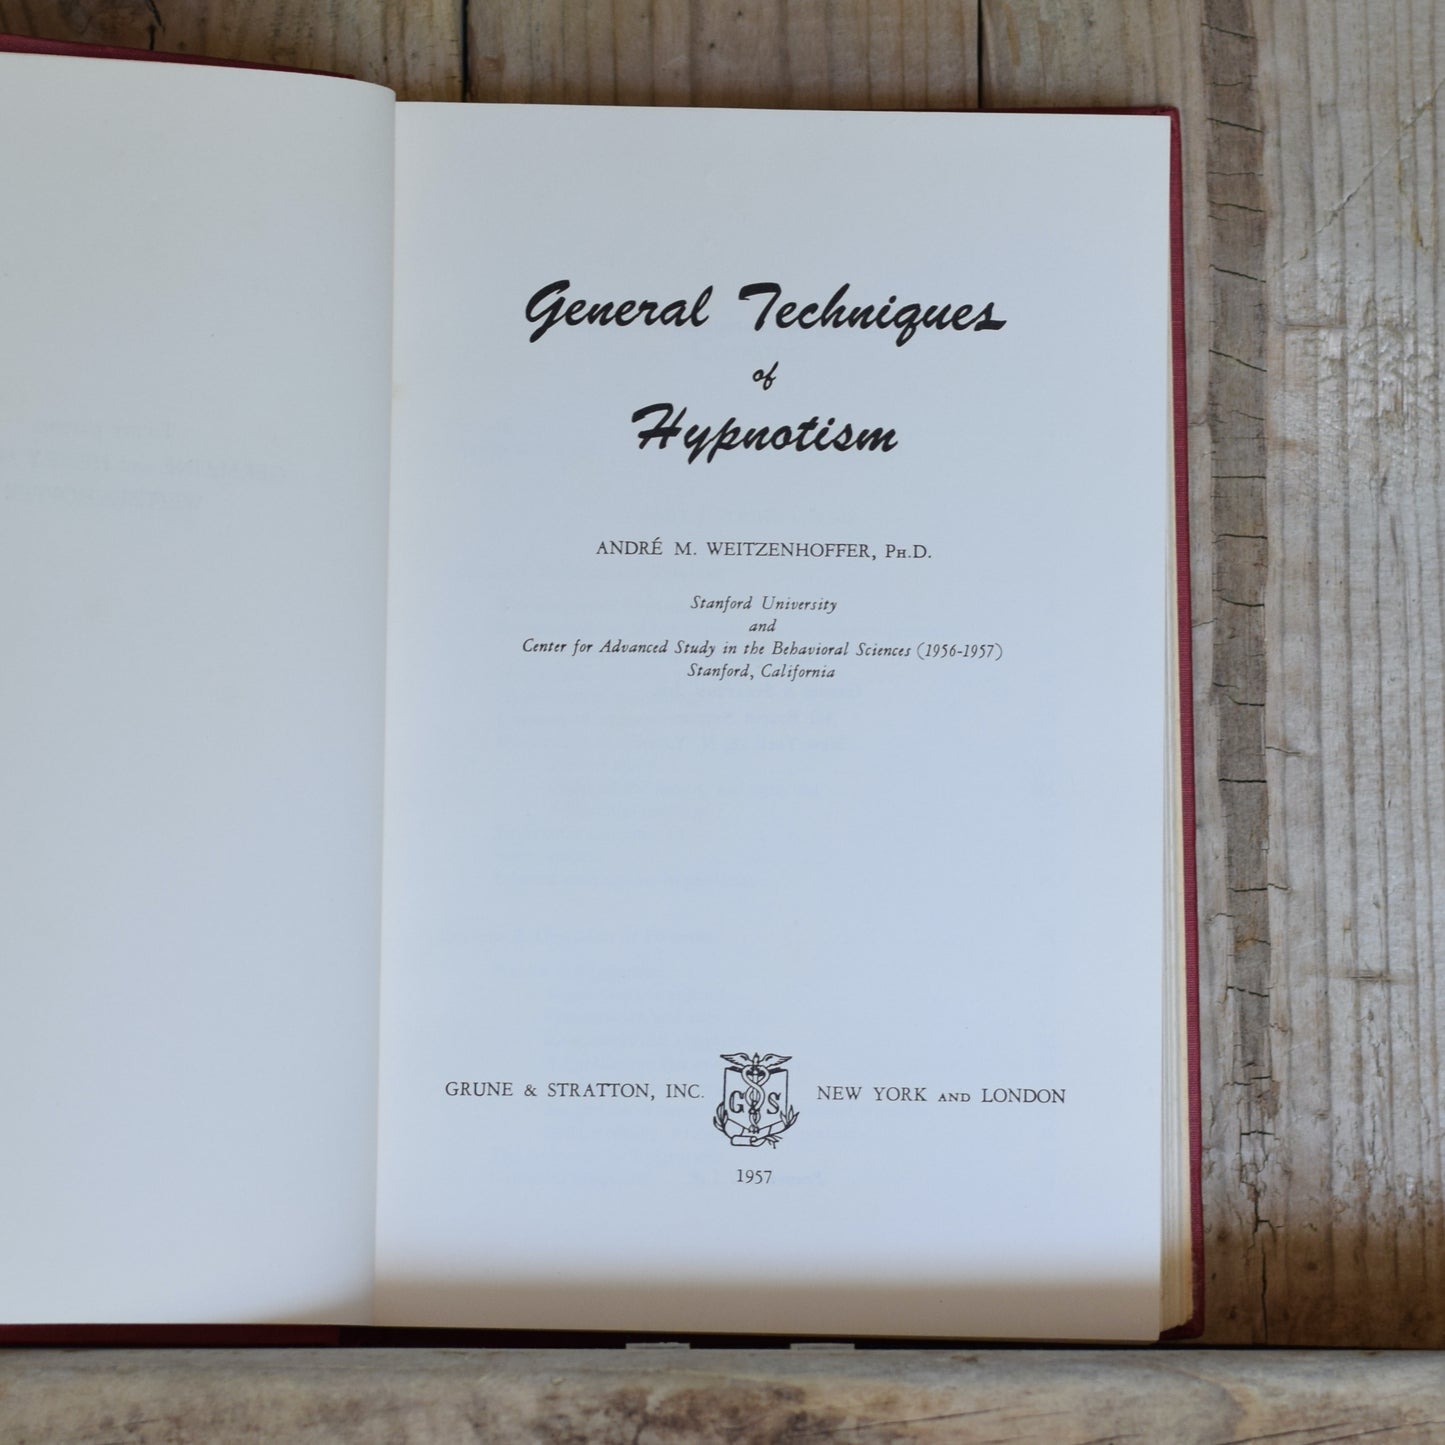 General Techniques
of
Hypnotism
ANDRÉ M. WEITZENHOFFER, PH.D.
Stanford University
and
Center for Advanced Study in the Behavioral Sciences (1956-1957)
Stanford, California
GRUNE & STRATTON, INC. G S NEW YORK AND LONDON
1957